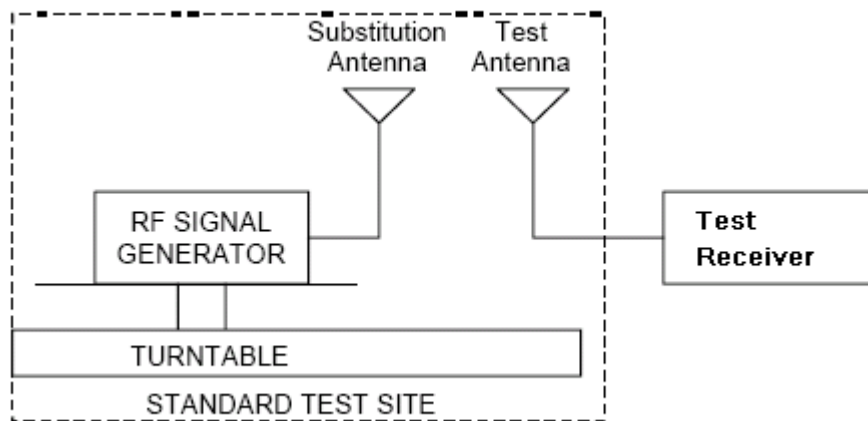 Substitution
Antenna
Test
Antenna
RF SIGNAL
GENERATOR
Test
Receiver
TURNTABLE
STANDARD TEST SITE